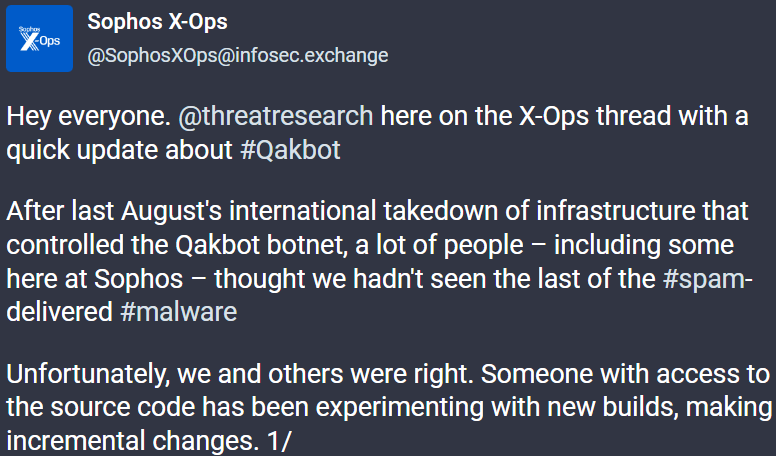 Sophos
X-Ops
Sophos X-Ops
@SophosXOps@infosec.exchange
Hey everyone. @threatresearch here on the X-Ops thread with a
quick update about #Qakbot
After last August's international takedown of infrastructure that
controlled the Qakbot botnet, a lot of people – including some
here at Sophos – thought we hadn't seen the last of the #spam-
delivered #malware
Unfortunately, we and others were right. Someone with access to
the source code has been experimenting with new builds, making
incremental changes. 1/